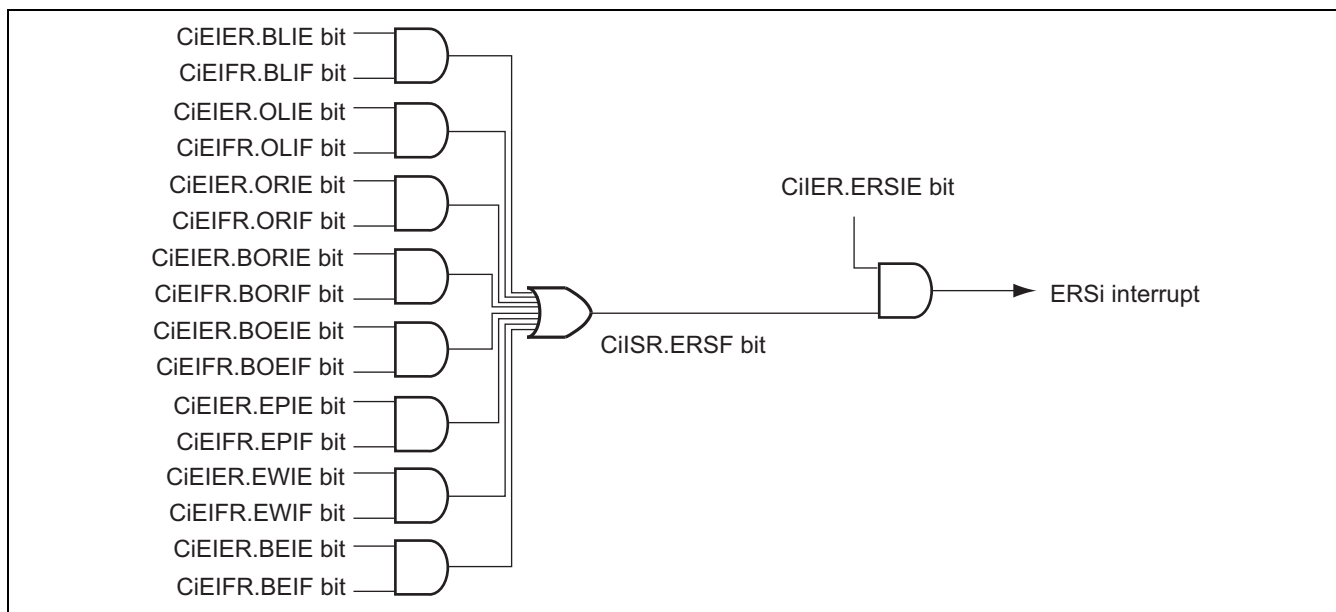 CiEIER.BLIE bit
CiEIFR.BLIF bit
CiEIER.OLIE bit
CiEIFR.OLIF bit
CiEIER.ORIE bit
CiEIFR.ORIF bit
CiEIER.BORIE bit
CiEIFR.BORIF bit
CiEIER.BOEIE bit
CiEIFR.BOEIF bit
CiEIER.EPIE bit
CiEIFR.EPIF bit
CiEIER.EWIE bit
CiEIFR.EWIF bit
CiEIER.BEIE bit
CiEIFR.BEIF bit
CiISR.ERSF bit
CiIER.ERSIE bit
ERSi interrupt